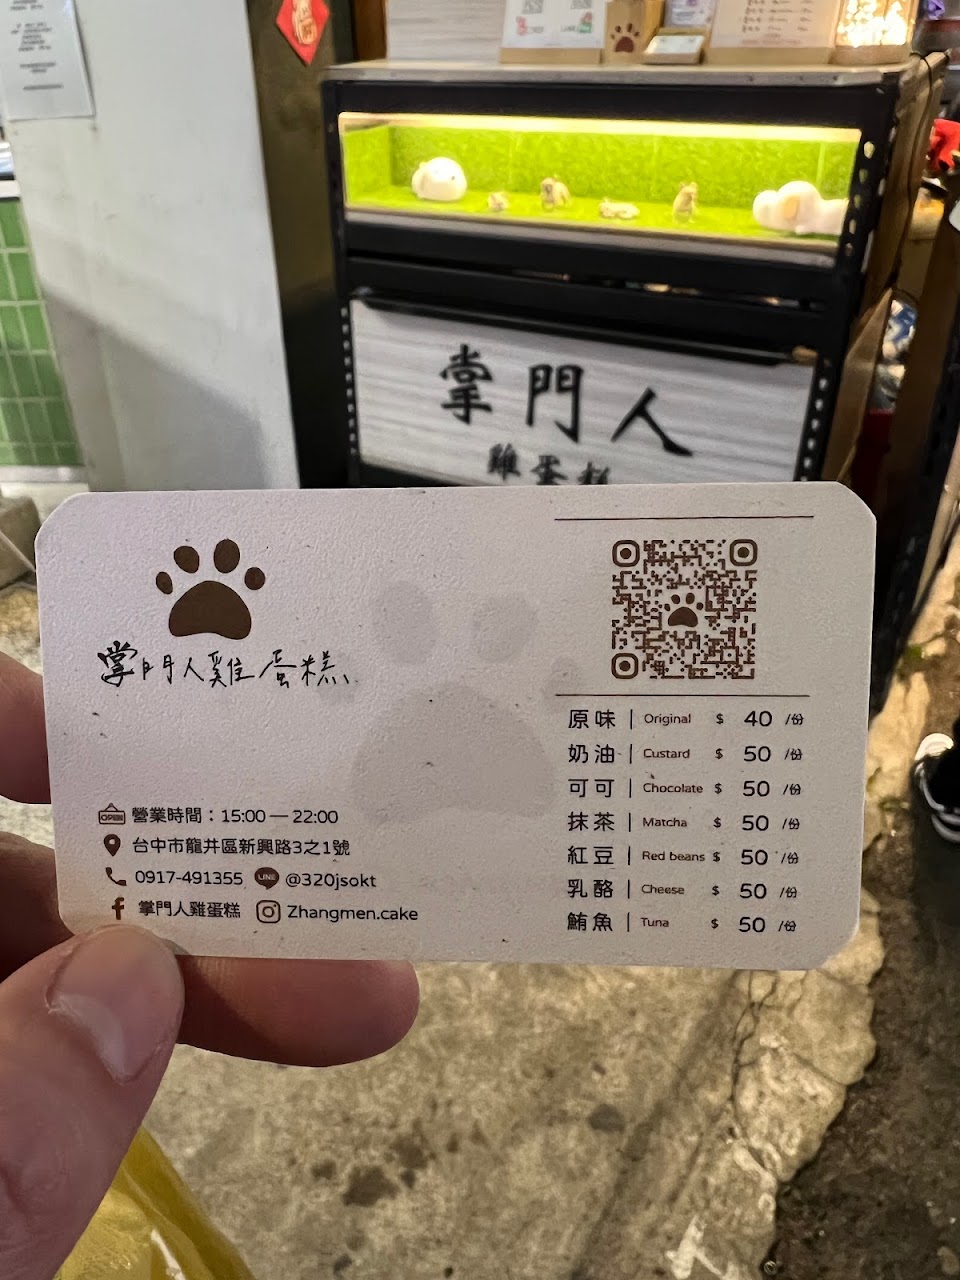 掌門人
雞蛋糕
掌門人雞蛋糕
OPEN
營業時間：15:00 — 22:00
台中市龍井區新興路3之1號
0917-491355 LINE @320jsokt
掌門人雞蛋糕 Zhangmen.cake
原味 | Original $ 40 /份
奶油 | Custard $ 50 /份
可可 | Chocolate $ 50 /份
抹茶 | Matcha $ 50 /份
紅豆 | Red beans $ 50 /份
乳酪 | Cheese $ 50 /份
鮪魚 | Tuna $ 50 /份